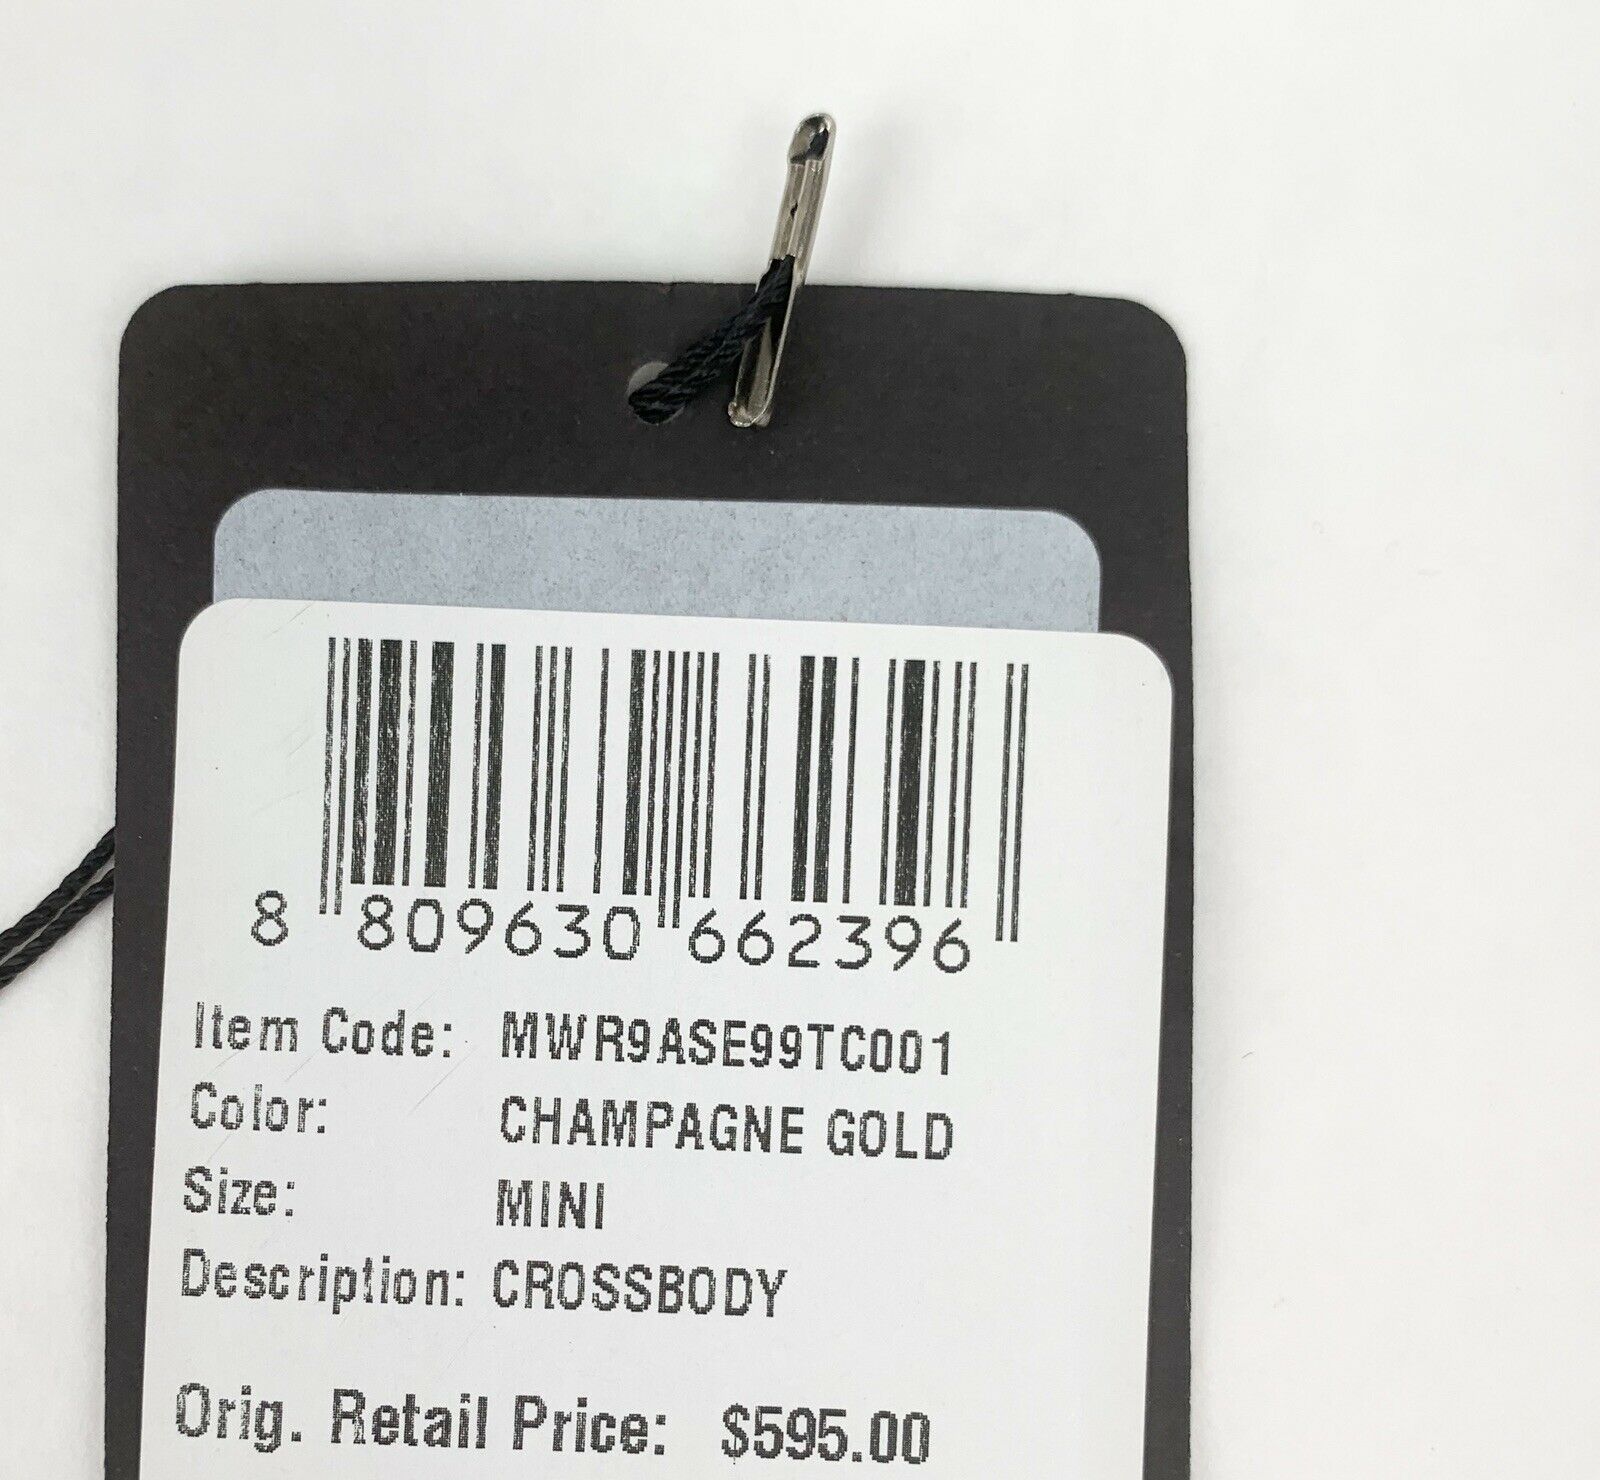 8 809630 662396
Item Code: MWR9ASE99TC001
Color: CHAMPAGNE GOLD
Size: MINI
Description: CROSSBODY
Orig. Retail Price: $595.00